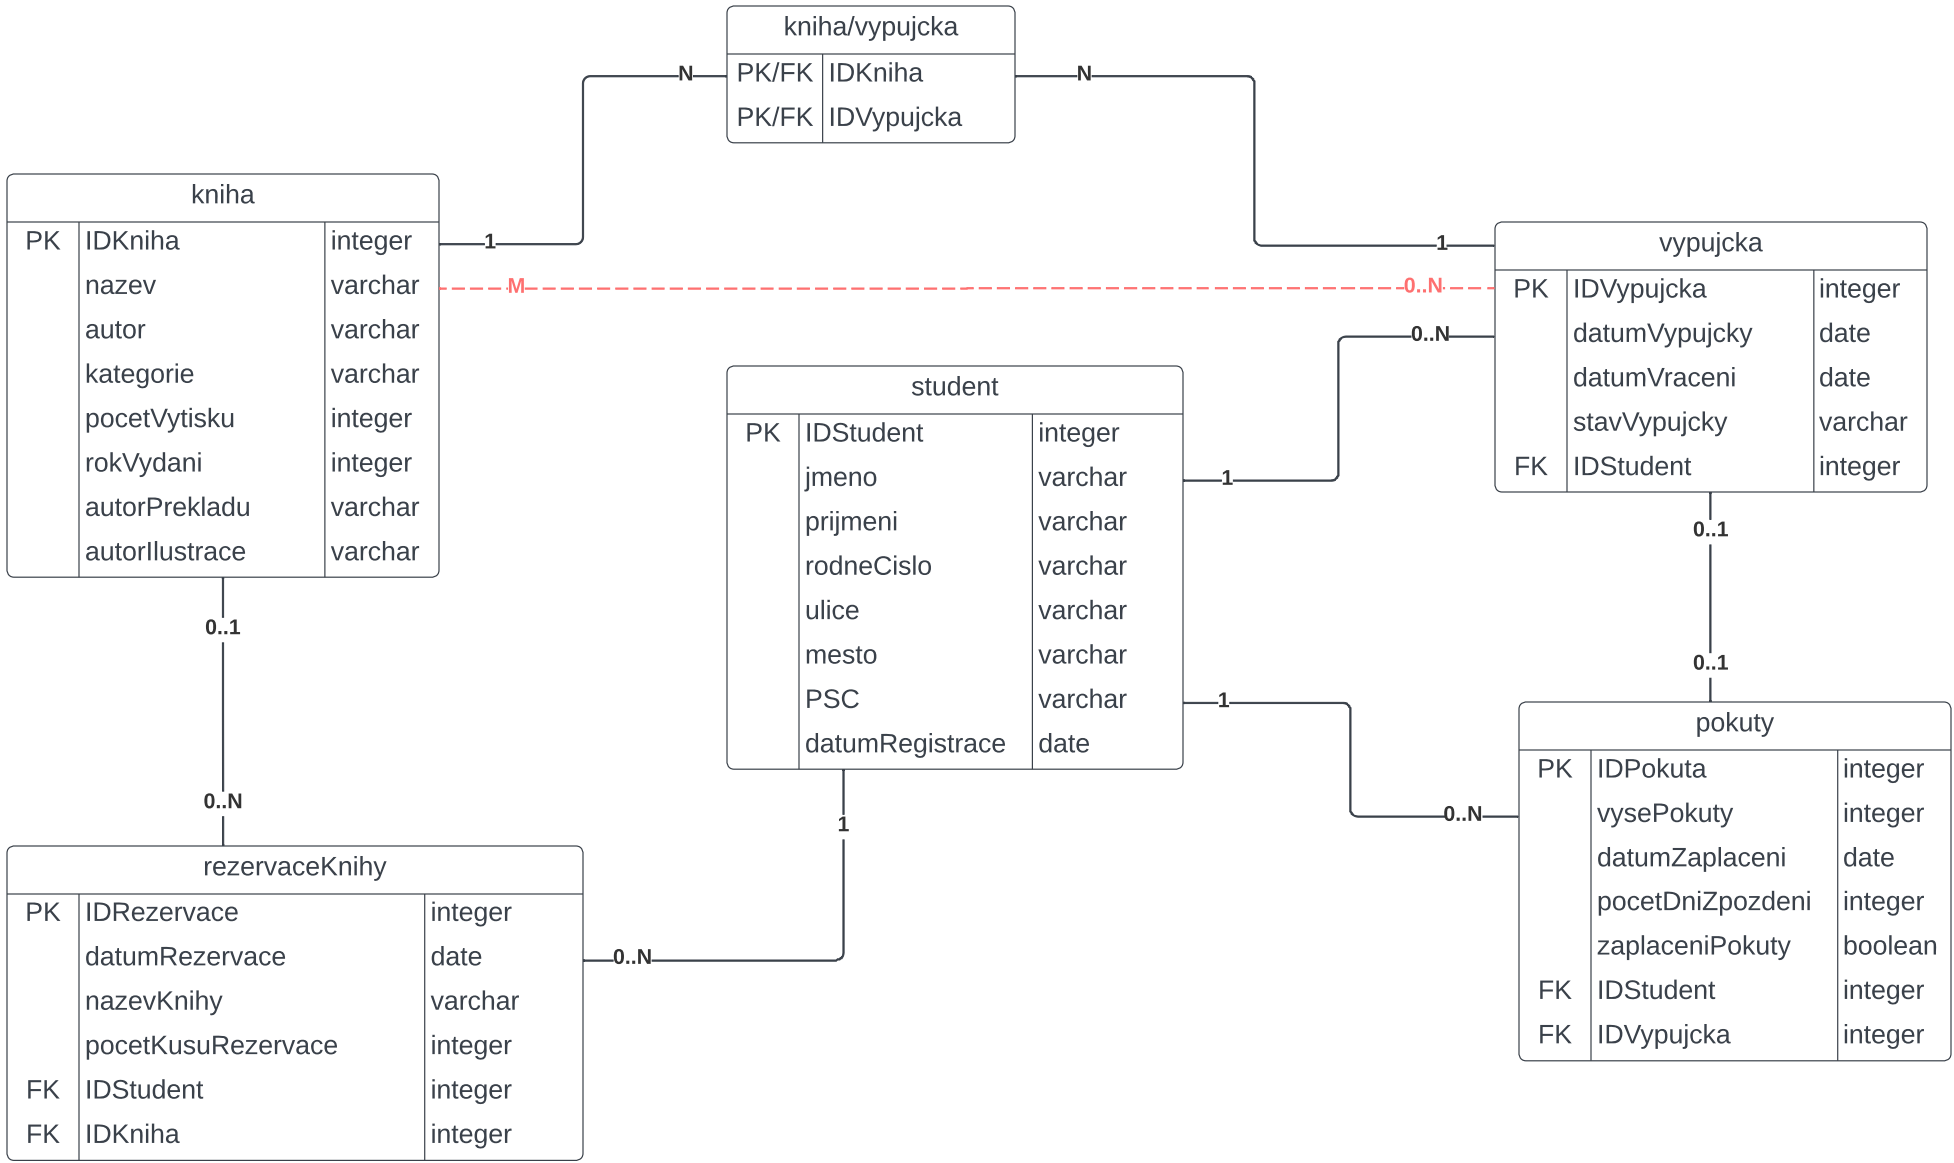 kniha/vypujcka
PK/FK IDKniha
PK/FK IDVypujcka
N
N
kniha
PK IDKniha integer
nazev varchar
autor varchar
kategorie varchar
pocetVytisku integer
rokVydani integer
autorPrekladu varchar
autorIlustrace varchar
1
1
M
0..N
vypujcka
PK IDVypujcka integer
datumVypujcky date
datumVraceni date
stavVypujcky varchar
FK IDStudent integer
0..N
student
PK IDStudent integer
jmeno varchar
prijmeni varchar
rodneCislo varchar
ulice varchar
mesto varchar
PSC varchar
datumRegistrace date
1
0..1
0..1
0..1
1
0..N
pokuty
PK IDPokuta integer
vysePokuty integer
datumZaplaceni date
pocetDniZpozdeni integer
zaplaceniPokuty boolean
FK IDStudent integer
FK IDVypujcka integer
0..N
1
0..N
rezervaceKnihy
PK IDRezervace integer
datumRezervace date
nazevKnihy varchar
pocetKusuRezervace integer
FK IDStudent integer
FK IDKniha integer